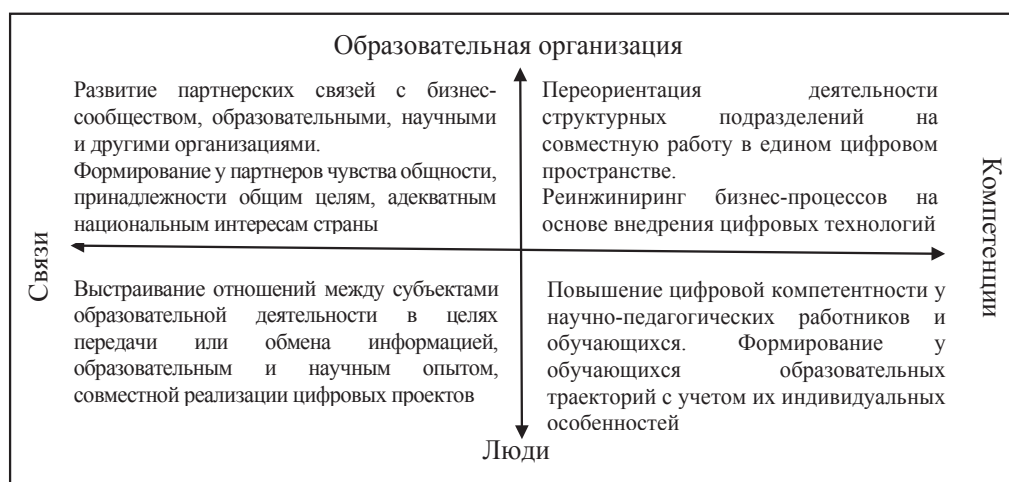 Образовательная организация
Развитие партнерских связей с бизнес-
сообществом, образовательными, научными
и другими организациями.
Формирование у партнеров чувства общности,
принадлежности общим целям, адекватным
национальным интересам страны
Переориентация деятельности
структурных подразделений на
совместную работу в едином цифровом
пространстве.
Реинжиниринг бизнес-процессов на
основе внедрения цифровых технологий
Связи
Компетенции
Выстраивание отношений между субъектами
образовательной деятельности в целях
передачи или обмена информацией,
образовательным и научным опытом,
совместной реализации цифровых проектов
Повышение цифровой компетентности у
научно-педагогических работников и
обучающихся. Формирование у
обучающихся образовательных
траекторий с учетом их индивидуальных
особенностей
Люди